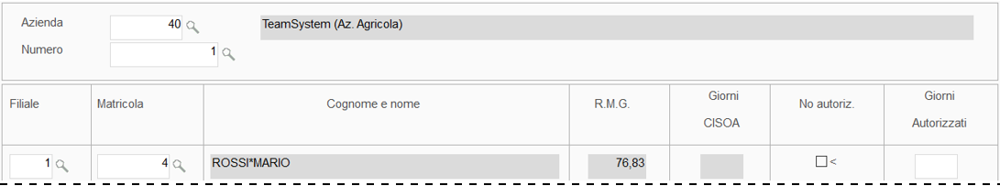 Azienda 40 TeamSystem (Az. Agricola)
Numero 1
Filiale Matricola Cognome e nome R.M.G. Giorni CISOA No autoriz. Giorni Autorizzati
1 4 ROSSI*MARIO 76,83 <